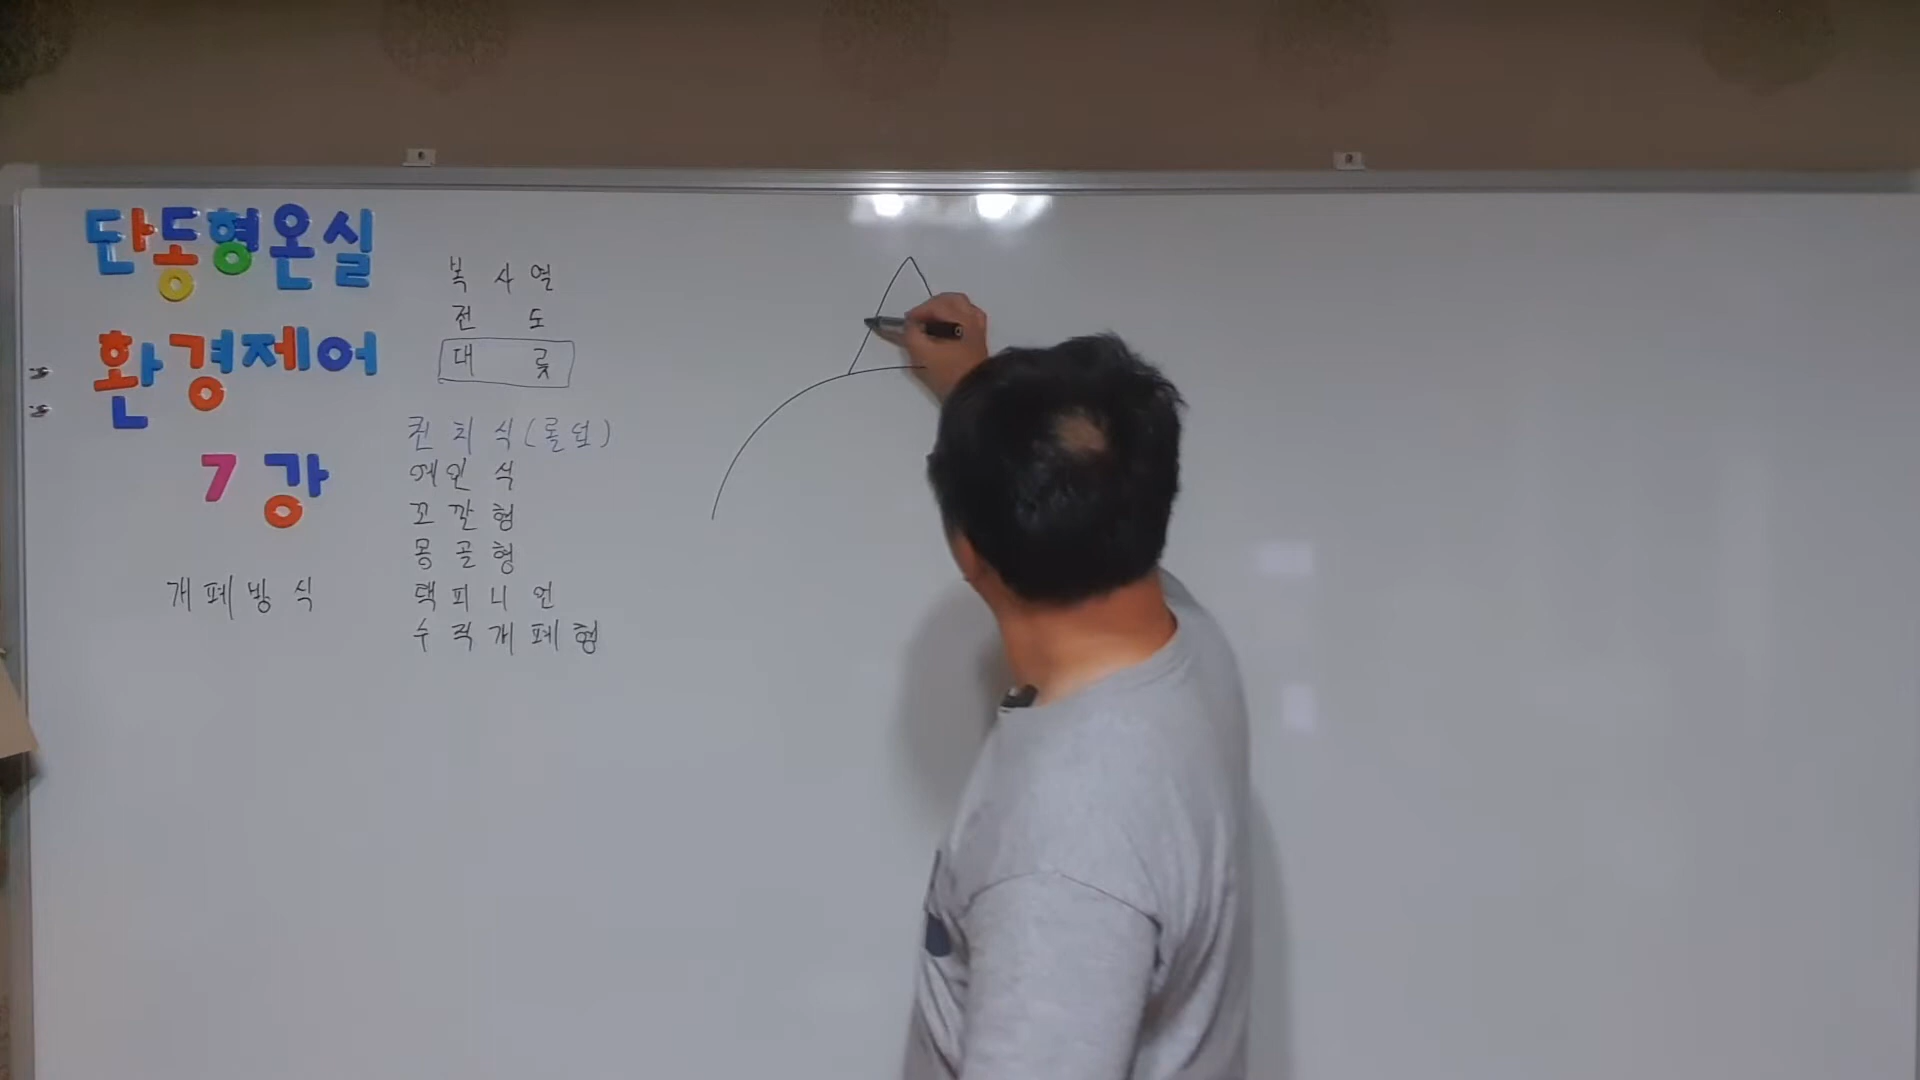 단동형온실
환경제어
7강
개폐방식
복사열
전도
대류
권치식(롤업)
예인식
꼬깔형
몽골형
랙피니언
수직개폐형